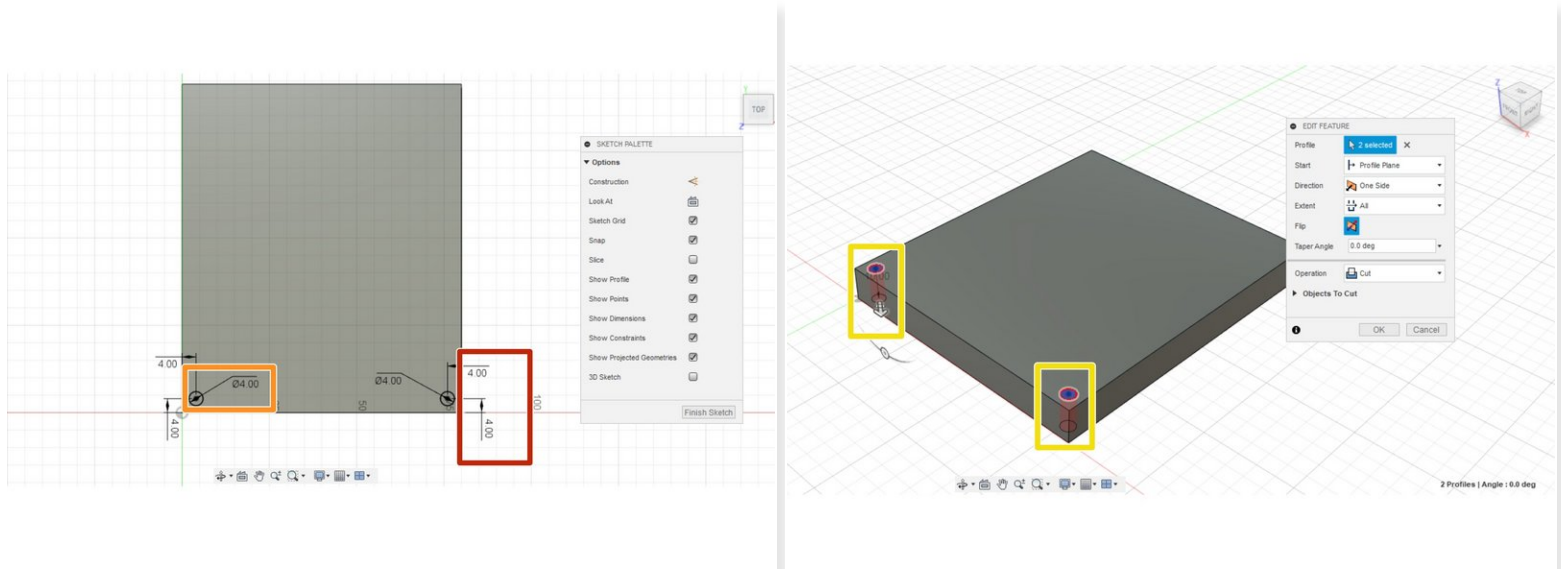 TOP
SKETCH PALETTE
Options
Construction
Look At
Sketch Grid
Snap
Slice
Show Profile
Show Points
Show Dimensions
Show Constraints
Show Projected Geometries
3D Sketch
Finish Sketch
4.00
Ø4.00
Ø4.00
4.00
50
100
4.00
4.00
Y
Z
Z
X
TOP
FRONT
RIGHT
EDIT FEATURE
Profile 2 selected
Start Profile Plane
Direction One Side
Extent All
Flip
Taper Angle 0.0 deg
Operation Cut
Objects To Cut
OK Cancel
2 Profiles | Angle : 0.0 deg